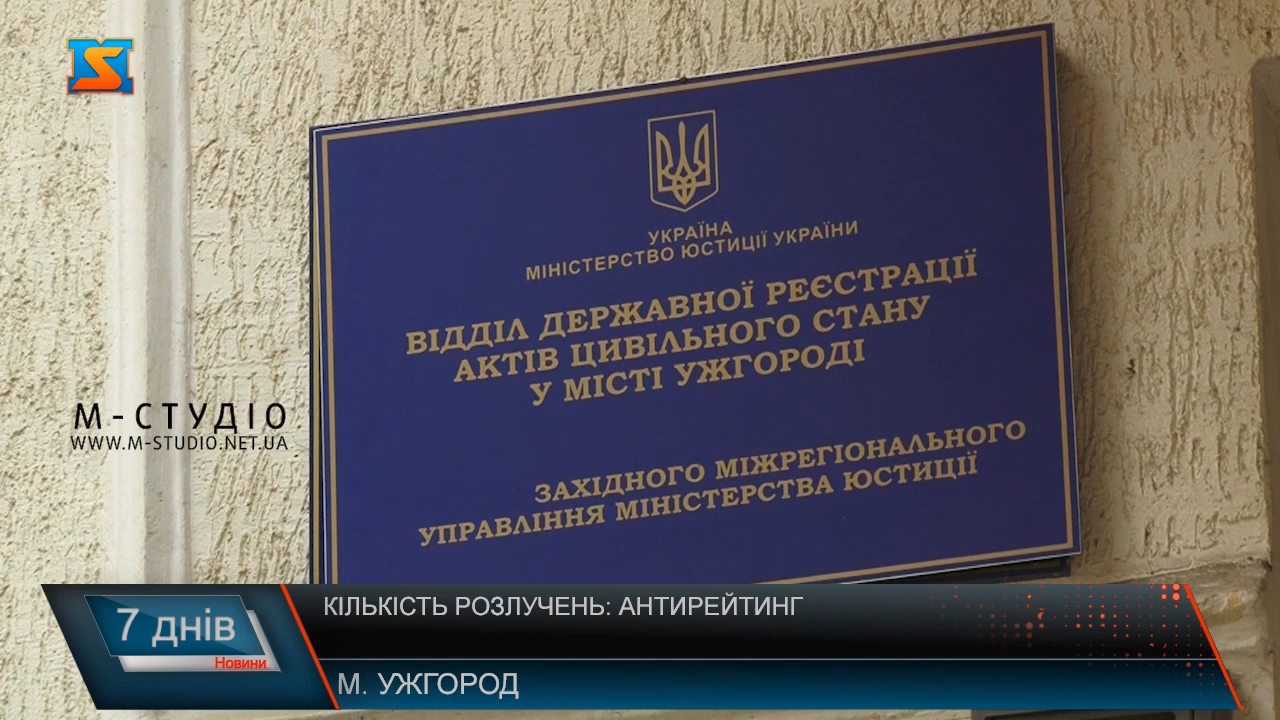 УКРАЇНА
МІНІСТЕРСТВО ЮСТИЦІЇ УКРАЇНИ
ВІДДІЛ ДЕРЖАВНОЇ РЕЄСТРАЦІЇ
АКТІВ ЦИВІЛЬНОГО СТАНУ
У МІСТІ УЖГОРОДІ
ЗАХІДНОГО МІЖРЕГІОНАЛЬНОГО
УПРАВЛІННЯ МІНІСТЕРСТВА ЮСТИЦІЇ
М-СТУДІО
WWW.M-STUDIO.NET.UA
7 днів
Новини
КІЛЬКІСТЬ РОЗЛУЧЕНЬ: АНТИРЕЙТИНГ
М. УЖГОРОД